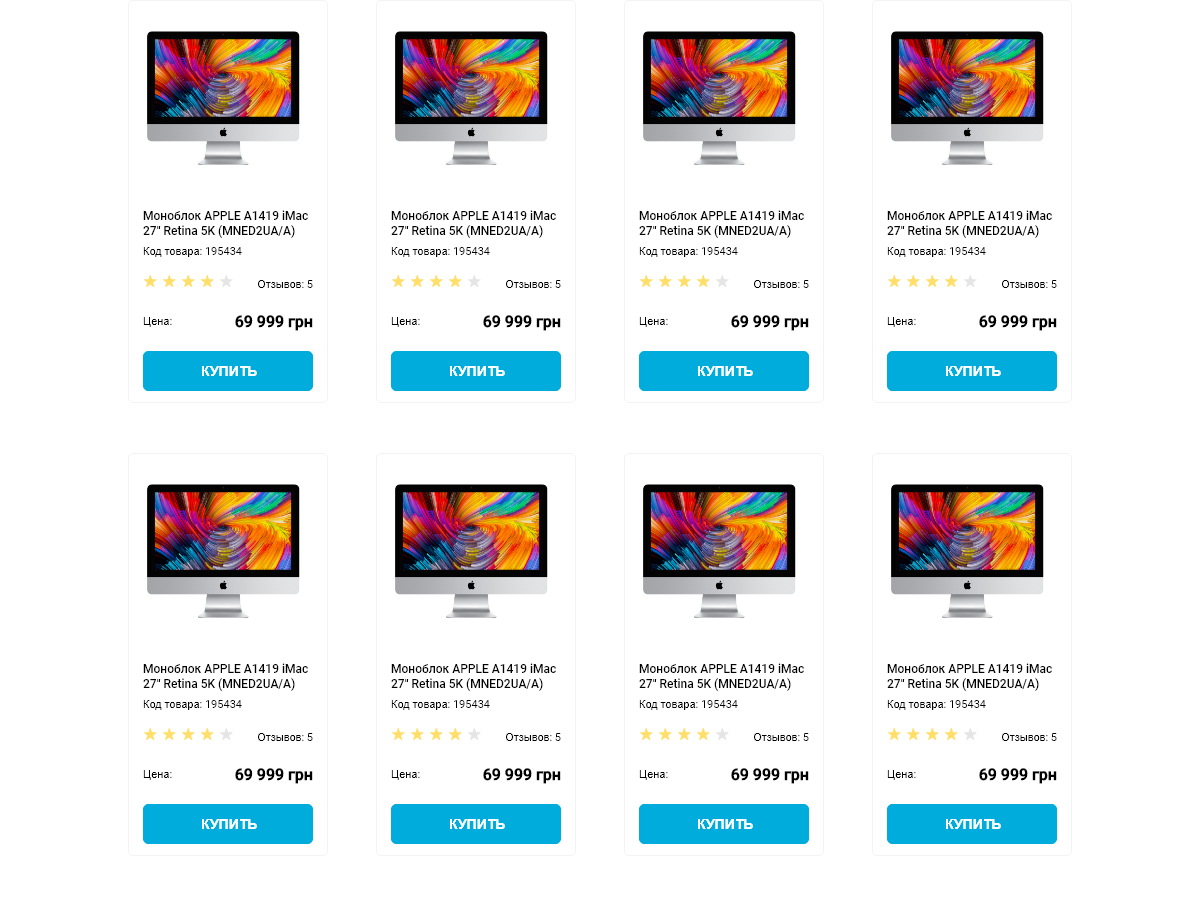 Моноблок APPLE A1419 iMac
27" Retina 5K (MNED2UA/A)
Код товара: 195434
Отзывов: 5
Цена: 69 999 грн
КУПИТЬ
Моноблок APPLE A1419 iMac
27" Retina 5K (MNED2UA/A)
Код товара: 195434
Отзывов: 5
Цена: 69 999 грн
КУПИТЬ
Моноблок APPLE A1419 iMac
27" Retina 5K (MNED2UA/A)
Код товара: 195434
Отзывов: 5
Цена: 69 999 грн
КУПИТЬ
Моноблок APPLE A1419 iMac
27" Retina 5K (MNED2UA/A)
Код товара: 195434
Отзывов: 5
Цена: 69 999 грн
КУПИТЬ
Моноблок APPLE A1419 iMac
27" Retina 5K (MNED2UA/A)
Код товара: 195434
Отзывов: 5
Цена: 69 999 грн
КУПИТЬ
Моноблок APPLE A1419 iMac
27" Retina 5K (MNED2UA/A)
Код товара: 195434
Отзывов: 5
Цена: 69 999 грн
КУПИТЬ
Моноблок APPLE A1419 iMac
27" Retina 5K (MNED2UA/A)
Код товара: 195434
Отзывов: 5
Цена: 69 999 грн
КУПИТЬ
Моноблок APPLE A1419 iMac
27" Retina 5K (MNED2UA/A)
Код товара: 195434
Отзывов: 5
Цена: 69 999 грн
КУПИТЬ